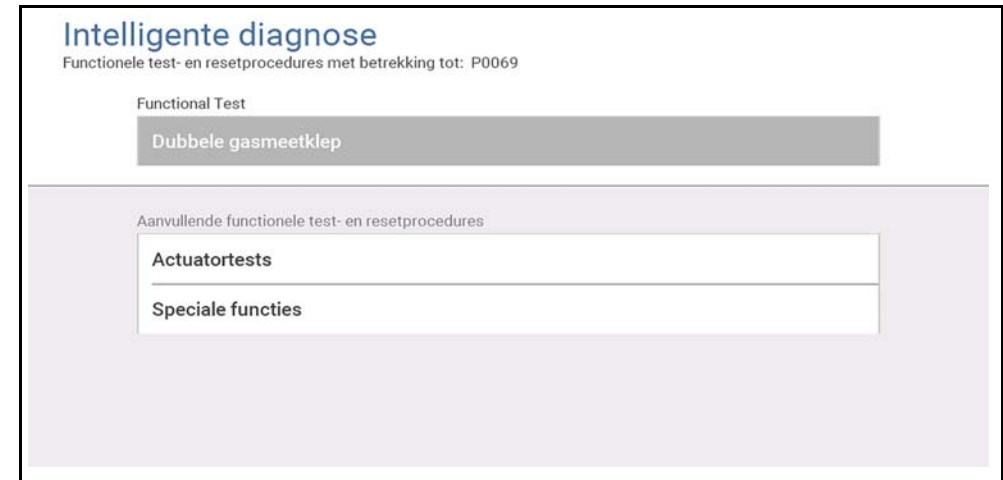 Intelligente diagnose
Functionele test- en resetprocedures met betrekking tot: P0069
Functional Test
Dubbele gasmeetklep
Aanvullende functionele test- en resetprocedures
Actuatortests
Speciale functies